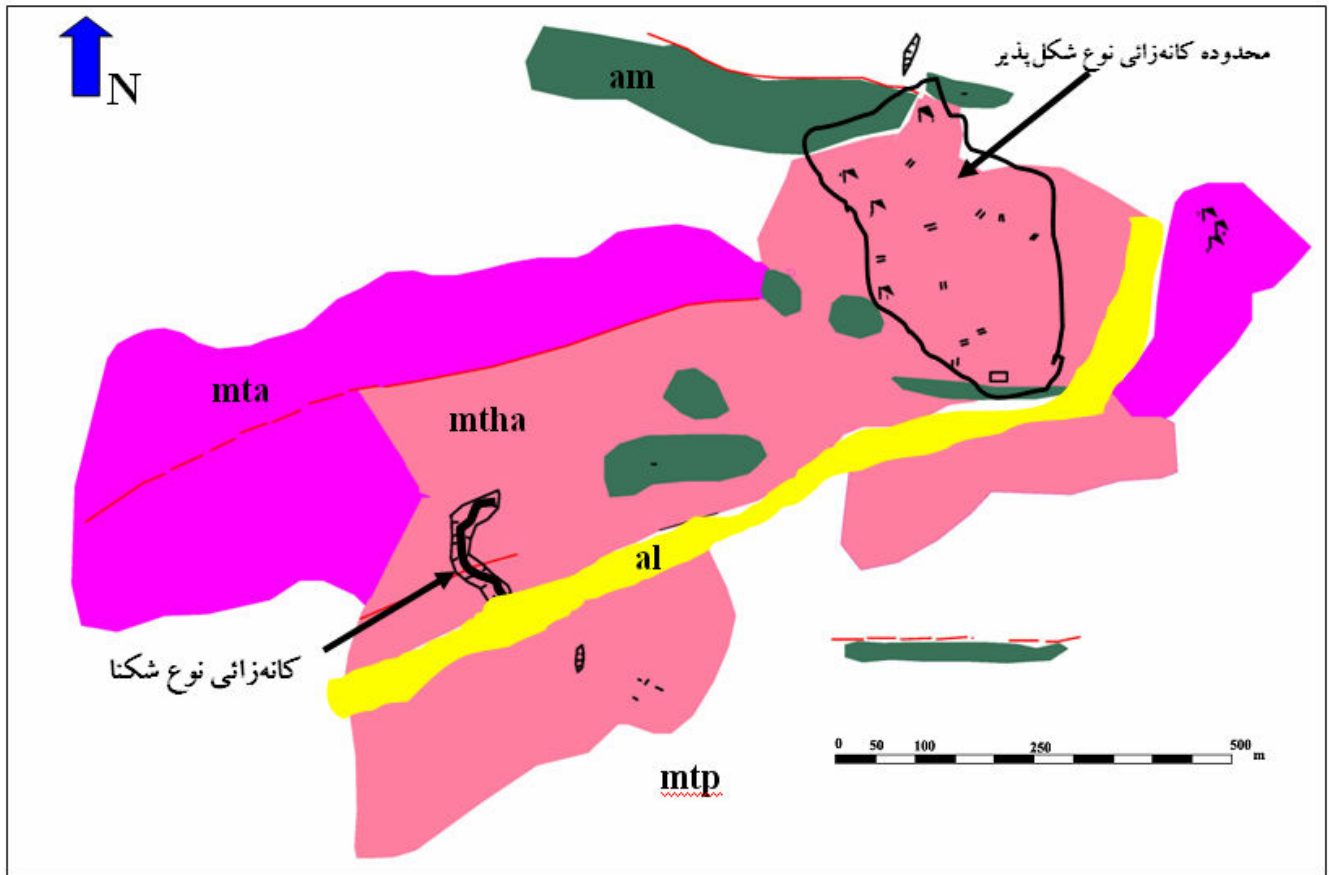 محدوده کانه‌زائی نوع شکل‌پذیر
N
am
mta
mtha
al
کانه‌زائی نوع شکنا
mtp
0 50 100 250 500 m